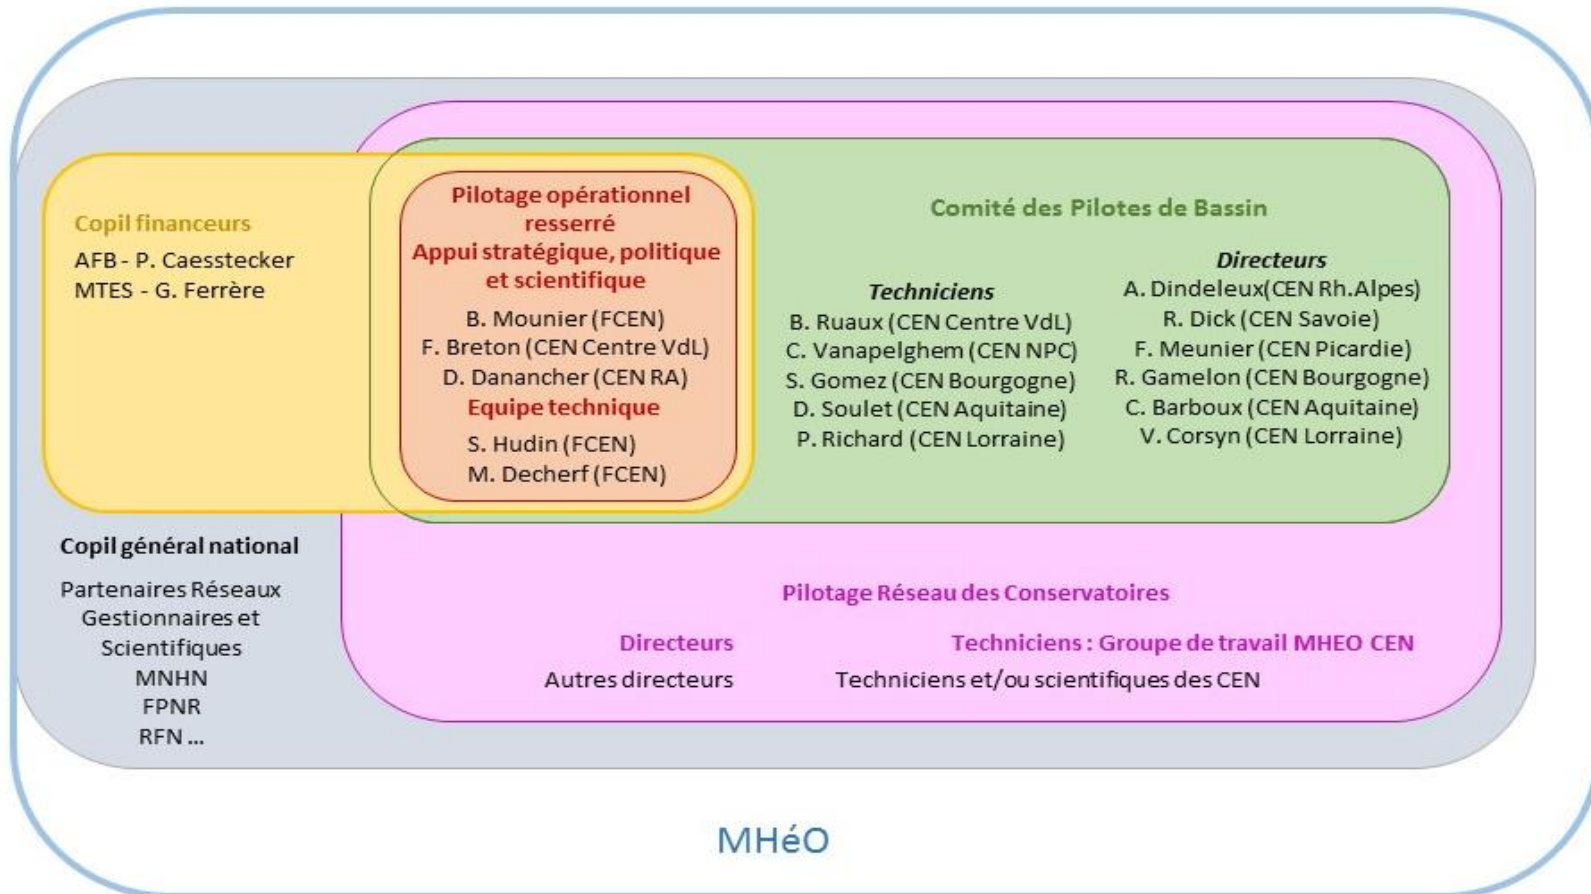 Copil financeurs
AFB - P. Caesstecker
MTES - G. Ferrère
Pilotage opérationnel
resserré
Appui stratégique, politique
et scientifique
B. Mounier (FCEN)
F. Breton (CEN Centre VdL)
D. Danancher (CEN RA)
Equipe technique
S. Hudin (FCEN)
M. Decherf (FCEN)
Comité des Pilotes de Bassin
Techniciens
B. Ruaux (CEN Centre VdL)
C. Vanapelghem (CEN NPC)
S. Gomez (CEN Bourgogne)
D. Soulet (CEN Aquitaine)
P. Richard (CEN Lorraine)
Directeurs
A. Dindeleux(CEN Rh.Alpes)
R. Dick (CEN Savoie)
F. Meunier (CEN Picardie)
R. Gamelon (CEN Bourgogne)
C. Barboux (CEN Aquitaine)
V. Corsyn (CEN Lorraine)
Copil général national
Partenaires Réseaux
Gestionnaires et
Scientifiques
MNHN
FPNR
RFN ...
Pilotage Réseau des Conservatoires
Directeurs
Autres directeurs
Techniciens : Groupe de travail MHEO CEN
Techniciens et/ou scientifiques des CEN
MHéO